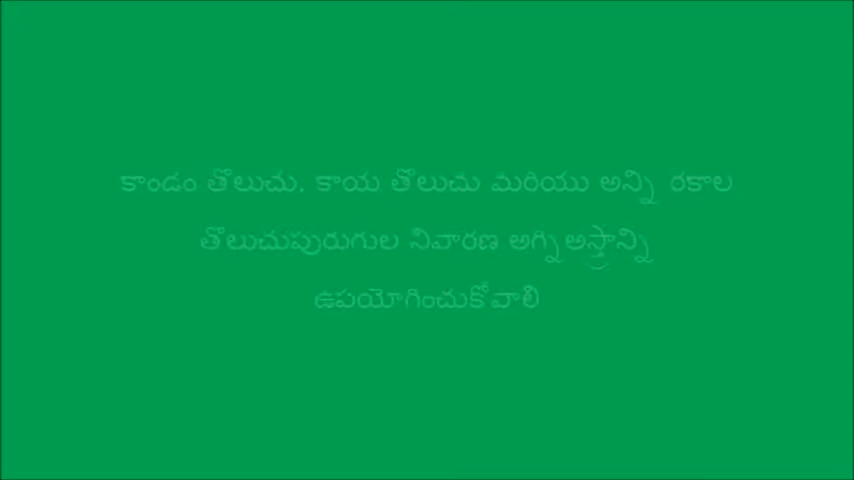 కాండం తొలుచు. కాయ తొలుచు మరియు అన్ని రకాల
తొలుచుపురుగుల నివారణ అగ్నిఅస్త్రాన్ని
ఉపయోగించుకోవాలి